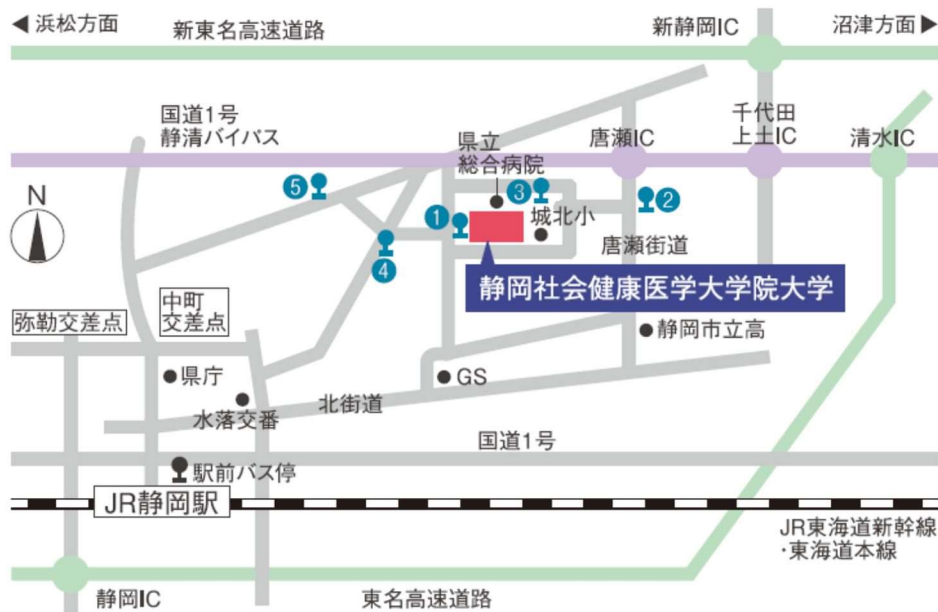 ◀ 浜松方面
新東名高速道路
新静岡IC
沼津方面 ▶
国道1号
静清バイパス
県立
総合病院
唐瀬IC
千代田
上土IC
清水IC
N
5
3
2
1
城北小
4
唐瀬街道
静岡社会健康医学大学院大学
中町
交差点
弥勒交差点
静岡市立高
県庁
GS
水落交番
北街道
国道1号
駅前バス停
JR静岡駅
JR東海道新幹線
・東海道本線
静岡IC
東名高速道路